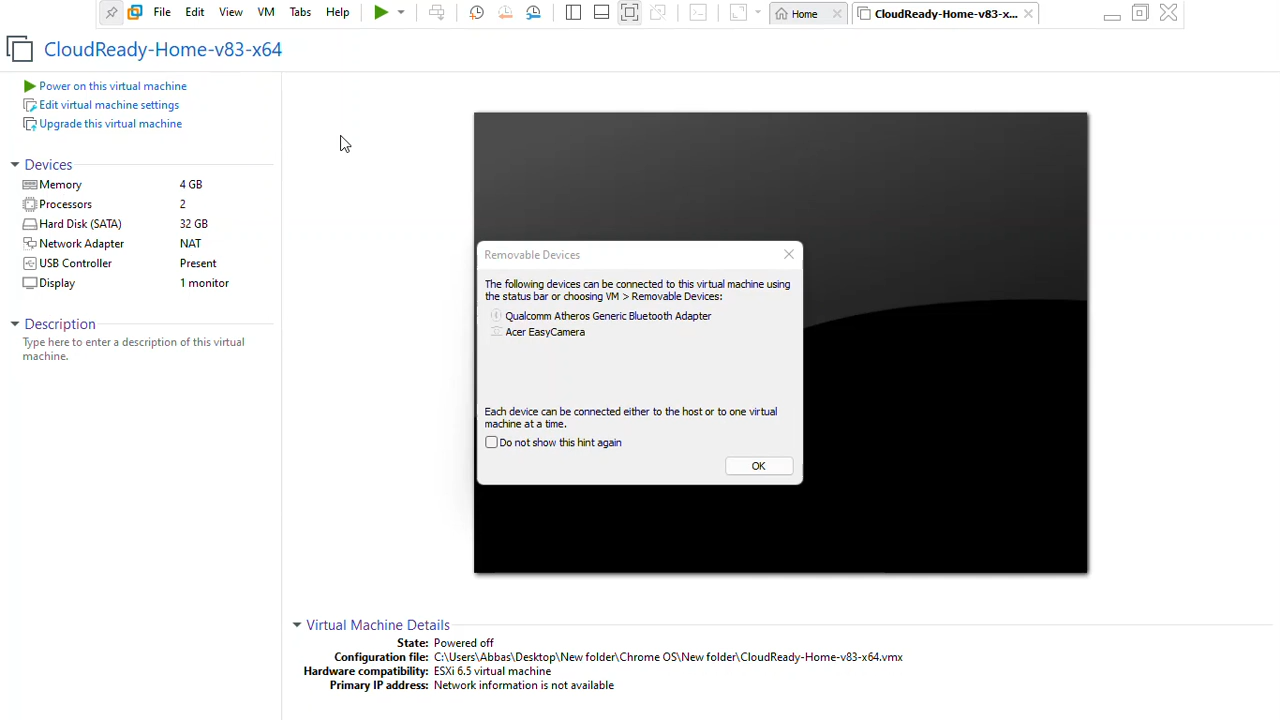 File Edit View VM Tabs Help
Home
CloudReady-Home-v83-x...
CloudReady-Home-v83-x64
Power on this virtual machine
Edit virtual machine settings
Upgrade this virtual machine
Devices
Memory 4 GB
Processors 2
Hard Disk (SATA) 32 GB
Network Adapter NAT
USB Controller Present
Display 1 monitor
Description
Type here to enter a description of this virtual
machine.
Removable Devices
The following devices can be connected to this virtual machine using
the status bar or choosing VM > Removable Devices:
Qualcomm Atheros Generic Bluetooth Adapter
Acer EasyCamera
Each device can be connected either to the host or to one virtual
machine at a time.
Do not show this hint again
OK
Virtual Machine Details
State: Powered off
Configuration file: C:\Users\Abbas\Desktop\New folder\Chrome OS\New folder\CloudReady-Home-v83-x64.vmx
Hardware compatibility: ESXi 6.5 virtual machine
Primary IP address: Network information is not available